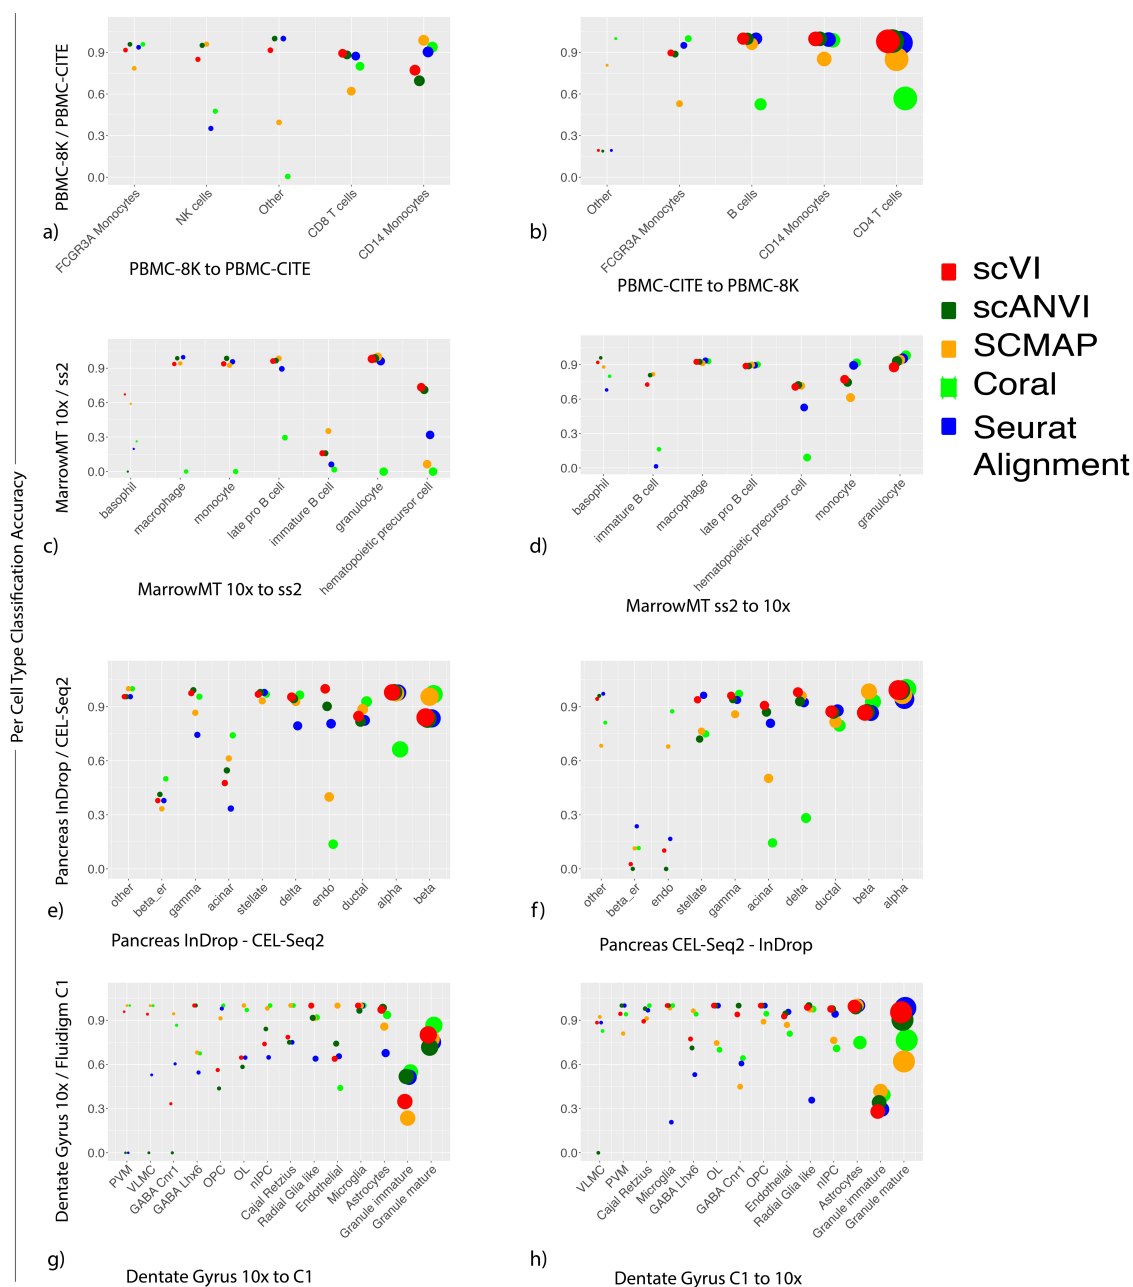 Per Cell Type Classification Accuracy
PBMC-8K / PBMC-CITE
0.9
0.6
0.3
0.0
FCGR3A Monocytes
NK cells
Other
CD8 T cells
CD14 Monocytes
a)
PBMC-8K to PBMC-CITE
0.9
0.6
0.3
0.0
Other
FCGR3A Monocytes
B cells
CD14 Monocytes
CD4 T cells
b)
PBMC-CITE to PBMC-8K
scVI
scANVI
SCMAP
Coral
Seurat
Alignment
MarrowMT 10x / ss2
0.9
0.6
0.3
0.0
basophil
macrophage
monocyte
late pro B cell
immature B cell
granulocyte
hematopoietic precursor cell
c)
MarrowMT 10x to ss2
0.9
0.6
0.3
0.0
basophil
immature B cell
macrophage
late pro B cell
hematopoietic precursor cell
monocyte
granulocyte
d)
MarrowMT ss2 to 10x
Pancreas InDrop / CEL-Seq2
0.9
0.6
0.3
0.0
other
beta_er
gamma
acinar
stellate
delta
endo
ductal
alpha
beta
e)
Pancreas InDrop - CEL-Seq2
0.9
0.6
0.3
0.0
other
beta_er
endo
stellate
gamma
acinar
delta
ductal
beta
alpha
f)
Pancreas CEL-Seq2 - InDrop
Dentate Gyrus 10x / Fluidigm C1
0.9
0.6
0.3
0.0
PVM
VLMC
GABA Cnr1
GABA Lhx6
OPC
OL
nIPC
Cajal Retzius
Radial Glia like
Endothelial
Microglia
Astrocytes
Granule immature
Granule mature
g)
Dentate Gyrus 10x to C1
0.9
0.6
0.3
0.0
VLMC
PVM
Cajal Retzius
Microglia
GABA Lhx6
OL
GABA Cnr1
OPC
Endothelial
Radial Glia like
nIPC
Astrocytes
Granule immature
Granule mature
h)
Dentate Gyrus C1 to 10x